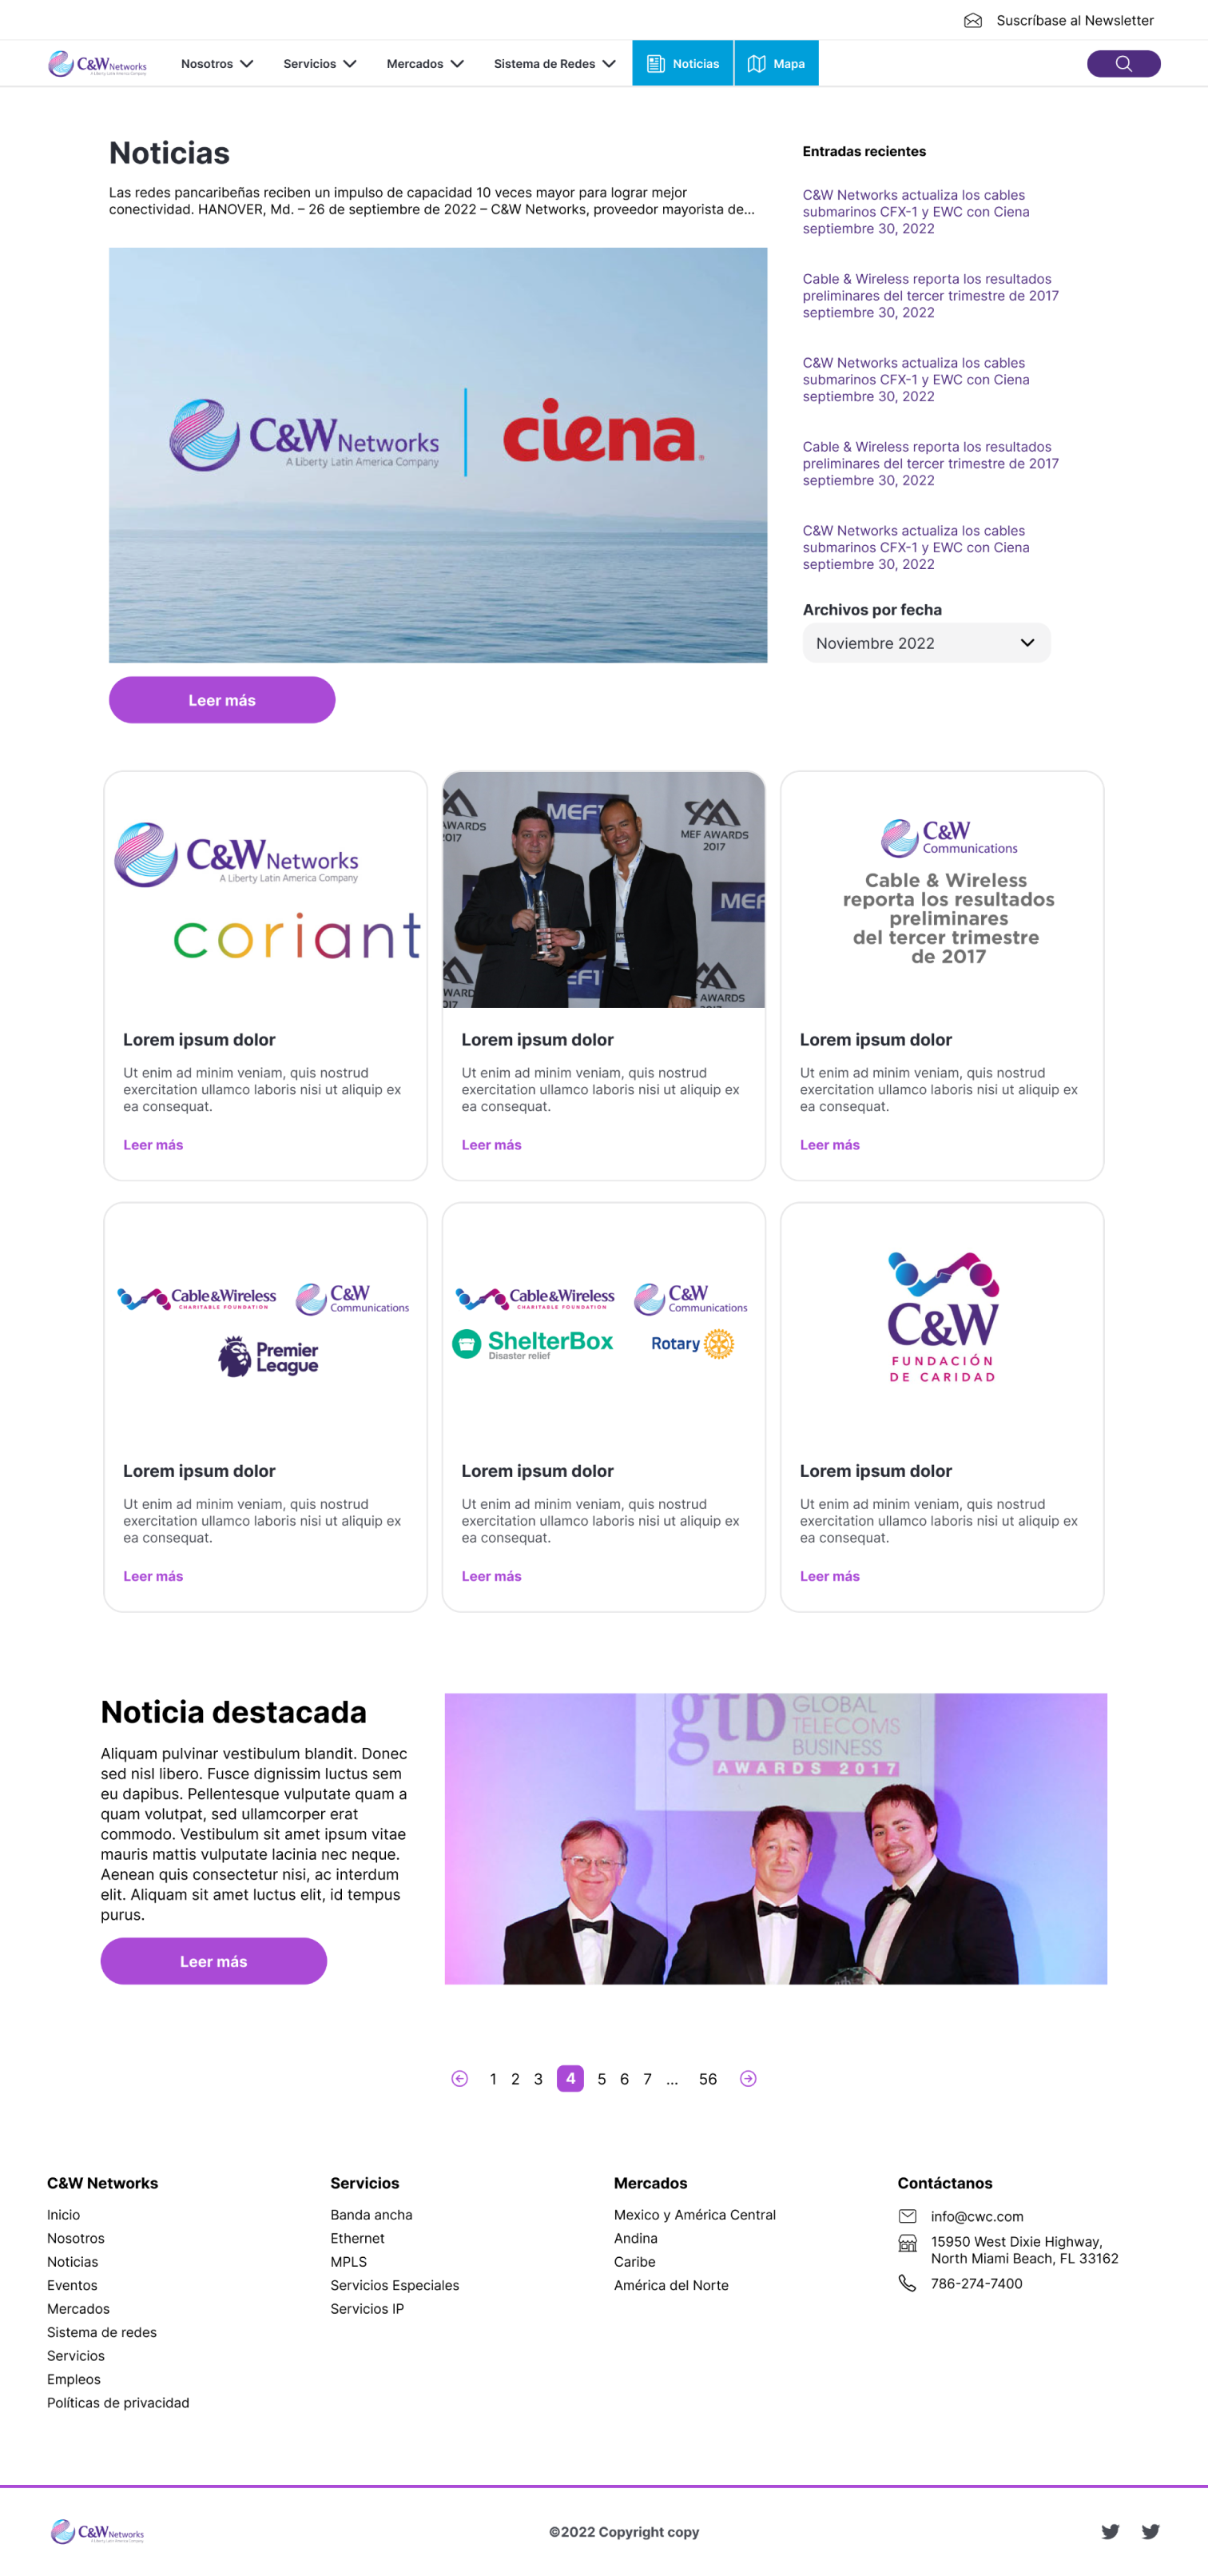 Suscríbase al Newsletter
C&W Networks
Nosotros
Servicios
Mercados
Sistema de Redes
Noticias
Mapa
Noticias
Las redes pancaribeñas reciben un impulso de capacidad 10 veces mayor para lograr mejor
conectividad. HANOVER, Md. – 26 de septiembre de 2022 – C&W Networks, proveedor mayorista de...
C&W Networks
A Liberty Latin America Company
ciena
Leer más
Entradas recientes
C&W Networks actualiza los cables
submarinos CFX-1 y EWC con Ciena
septiembre 30, 2022
Cable & Wireless reporta los resultados
preliminares del tercer trimestre de 2017
septiembre 30, 2022
C&W Networks actualiza los cables
submarinos CFX-1 y EWC con Ciena
septiembre 30, 2022
Cable & Wireless reporta los resultados
preliminares del tercer trimestre de 2017
septiembre 30, 2022
C&W Networks actualiza los cables
submarinos CFX-1 y EWC con Ciena
septiembre 30, 2022
Archivos por fecha
Noviembre 2022
C&W Networks
A Liberty Latin America Company
coriant
Lorem ipsum dolor
Ut enim ad minim veniam, quis nostrud
exercitation ullamco laboris nisi ut aliquip ex
ea consequat.
Leer más
MEF AWARDS
2017
Lorem ipsum dolor
Ut enim ad minim veniam, quis nostrud
exercitation ullamco laboris nisi ut aliquip ex
ea consequat.
Leer más
C&W
Communications
Cable & Wireless
reporta los resultados
preliminares
del tercer trimestre
de 2017
Lorem ipsum dolor
Ut enim ad minim veniam, quis nostrud
exercitation ullamco laboris nisi ut aliquip ex
ea consequat.
Leer más
Cable&Wireless
CHARITABLE FOUNDATION
C&W
Communications
Premier
League
Lorem ipsum dolor
Ut enim ad minim veniam, quis nostrud
exercitation ullamco laboris nisi ut aliquip ex
ea consequat.
Leer más
Cable&Wireless
CHARITABLE FOUNDATION
C&W
Communications
ShelterBox
Disaster relief
Rotary
Lorem ipsum dolor
Ut enim ad minim veniam, quis nostrud
exercitation ullamco laboris nisi ut aliquip ex
ea consequat.
Leer más
C&W
FUNDACIÓN
DE CARIDAD
Lorem ipsum dolor
Ut enim ad minim veniam, quis nostrud
exercitation ullamco laboris nisi ut aliquip ex
ea consequat.
Leer más
Noticia destacada
Aliquam pulvinar vestibulum blandit. Donec
sed nisl libero. Fusce dignissim luctus sem
eu dapibus. Pellentesque vulputate quam a
quam volutpat, sed ullamcorper erat
commodo. Vestibulum sit amet ipsum vitae
mauris mattis vulputate lacinia nec neque.
Aenean quis consectetur nisi, ac interdum
elit. Aliquam sit amet luctus elit, id tempus
purus.
Leer más
gtb GLOBAL
TELECOMS
BUSINESS
AWARDS 2017
1 2 3 4 5 6 7 ... 56
C&W Networks
Inicio
Nosotros
Noticias
Eventos
Mercados
Sistema de redes
Servicios
Empleos
Políticas de privacidad
Servicios
Banda ancha
Ethernet
MPLS
Servicios Especiales
Servicios IP
Mercados
Mexico y América Central
Andina
Caribe
América del Norte
Contáctanos
info@cwc.com
15950 West Dixie Highway,
North Miami Beach, FL 33162
786-274-7400
C&W Networks
©2022 Copyright copy